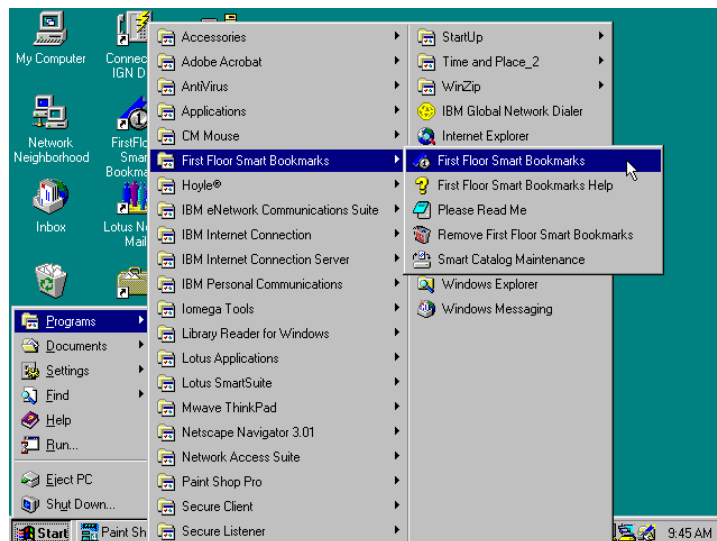 My Computer
Connec
IGN D
Network
Neighborhood
FirstFlo
Smar
Bookma
Inbox
Lotus N
Mail
Programs
Documents
Settings
Find
Help
Run...
Eject PC
Shut Down...
Accessories
Adobe Acrobat
AntiVirus
Applications
CM Mouse
First Floor Smart Bookmarks
Hoyle®
IBM eNetwork Communications Suite
IBM Internet Connection
IBM Internet Connection Server
IBM Personal Communications
Iomega Tools
Library Reader for Windows
Lotus Applications
Lotus SmartSuite
Mwave ThinkPad
Netscape Navigator 3.01
Network Access Suite
Paint Shop Pro
Secure Client
Secure Listener
StartUp
Time and Place_2
WinZip
IBM Global Network Dialer
Internet Explorer
First Floor Smart Bookmarks
First Floor Smart Bookmarks Help
Please Read Me
Remove First Floor Smart Bookmarks
Smart Catalog Maintenance
Windows Explorer
Windows Messaging
Start
Paint Sh
9:45 AM